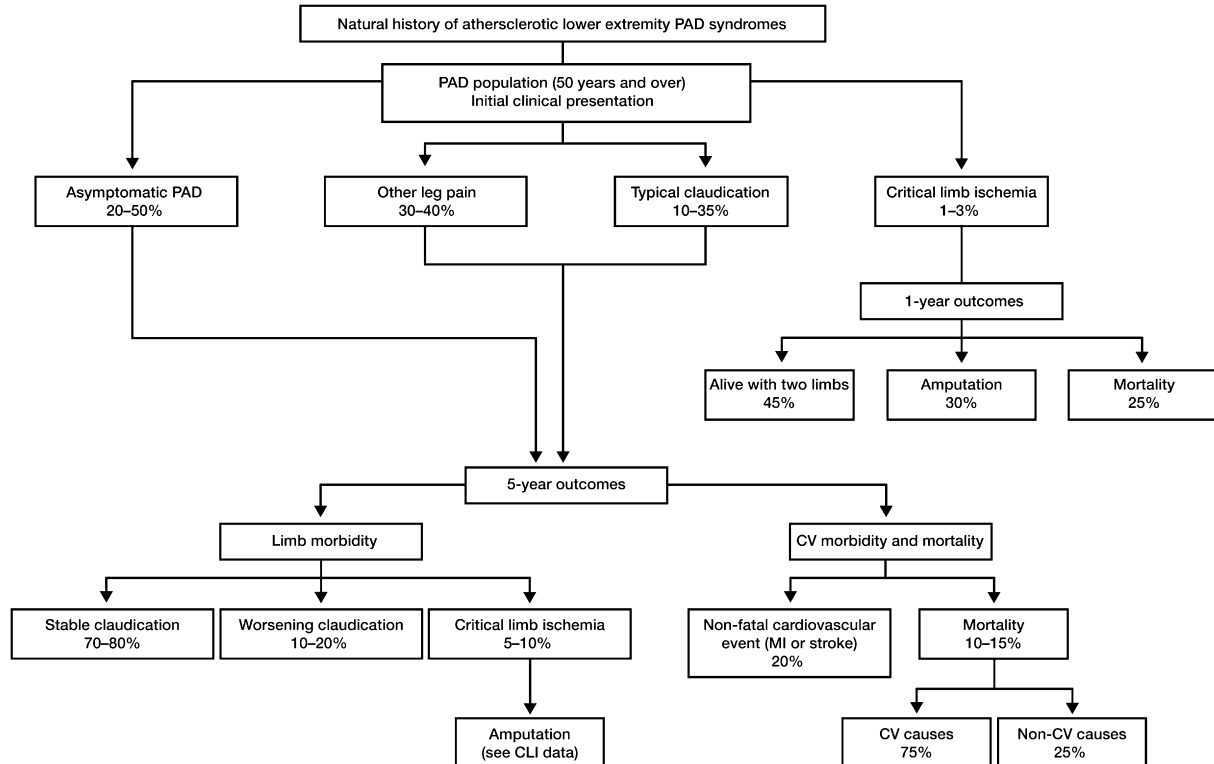 Natural history of athersclerotic lower extremity PAD syndromes
PAD population (50 years and over)
Initial clinical presentation
Asymptomatic PAD
20–50%
Other leg pain
30–40%
Typical claudication
10–35%
Critical limb ischemia
1–3%
1-year outcomes
Alive with two limbs
45%
Amputation
30%
Mortality
25%
5-year outcomes
Limb morbidity
CV morbidity and mortality
Stable claudication
70–80%
Worsening claudication
10–20%
Critical limb ischemia
5–10%
Non-fatal cardiovascular
event (MI or stroke)
20%
Mortality
10–15%
Amputation
(see CLI data)
CV causes
75%
Non-CV causes
25%